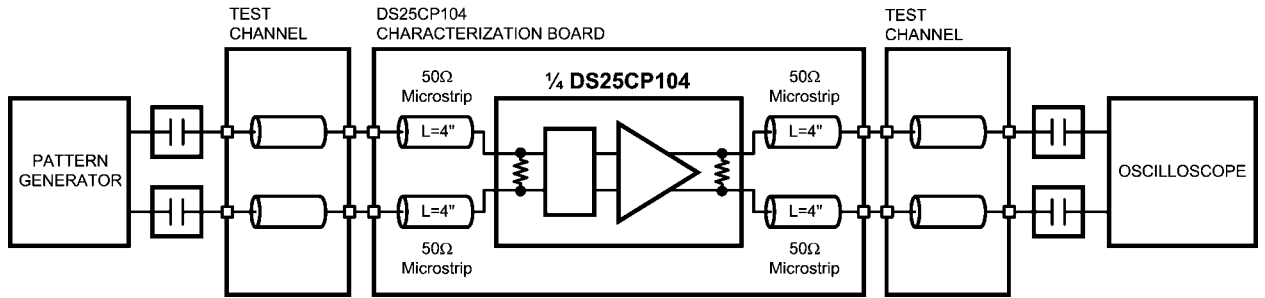 TEST
CHANNEL
DS25CP104
CHARACTERIZATION BOARD
TEST
CHANNEL
50Ω
Microstrip
¼ DS25CP104
50Ω
Microstrip
L=4"
L=4"
PATTERN
GENERATOR
OSCILLOSCOPE
L=4"
L=4"
50Ω
Microstrip
50Ω
Microstrip